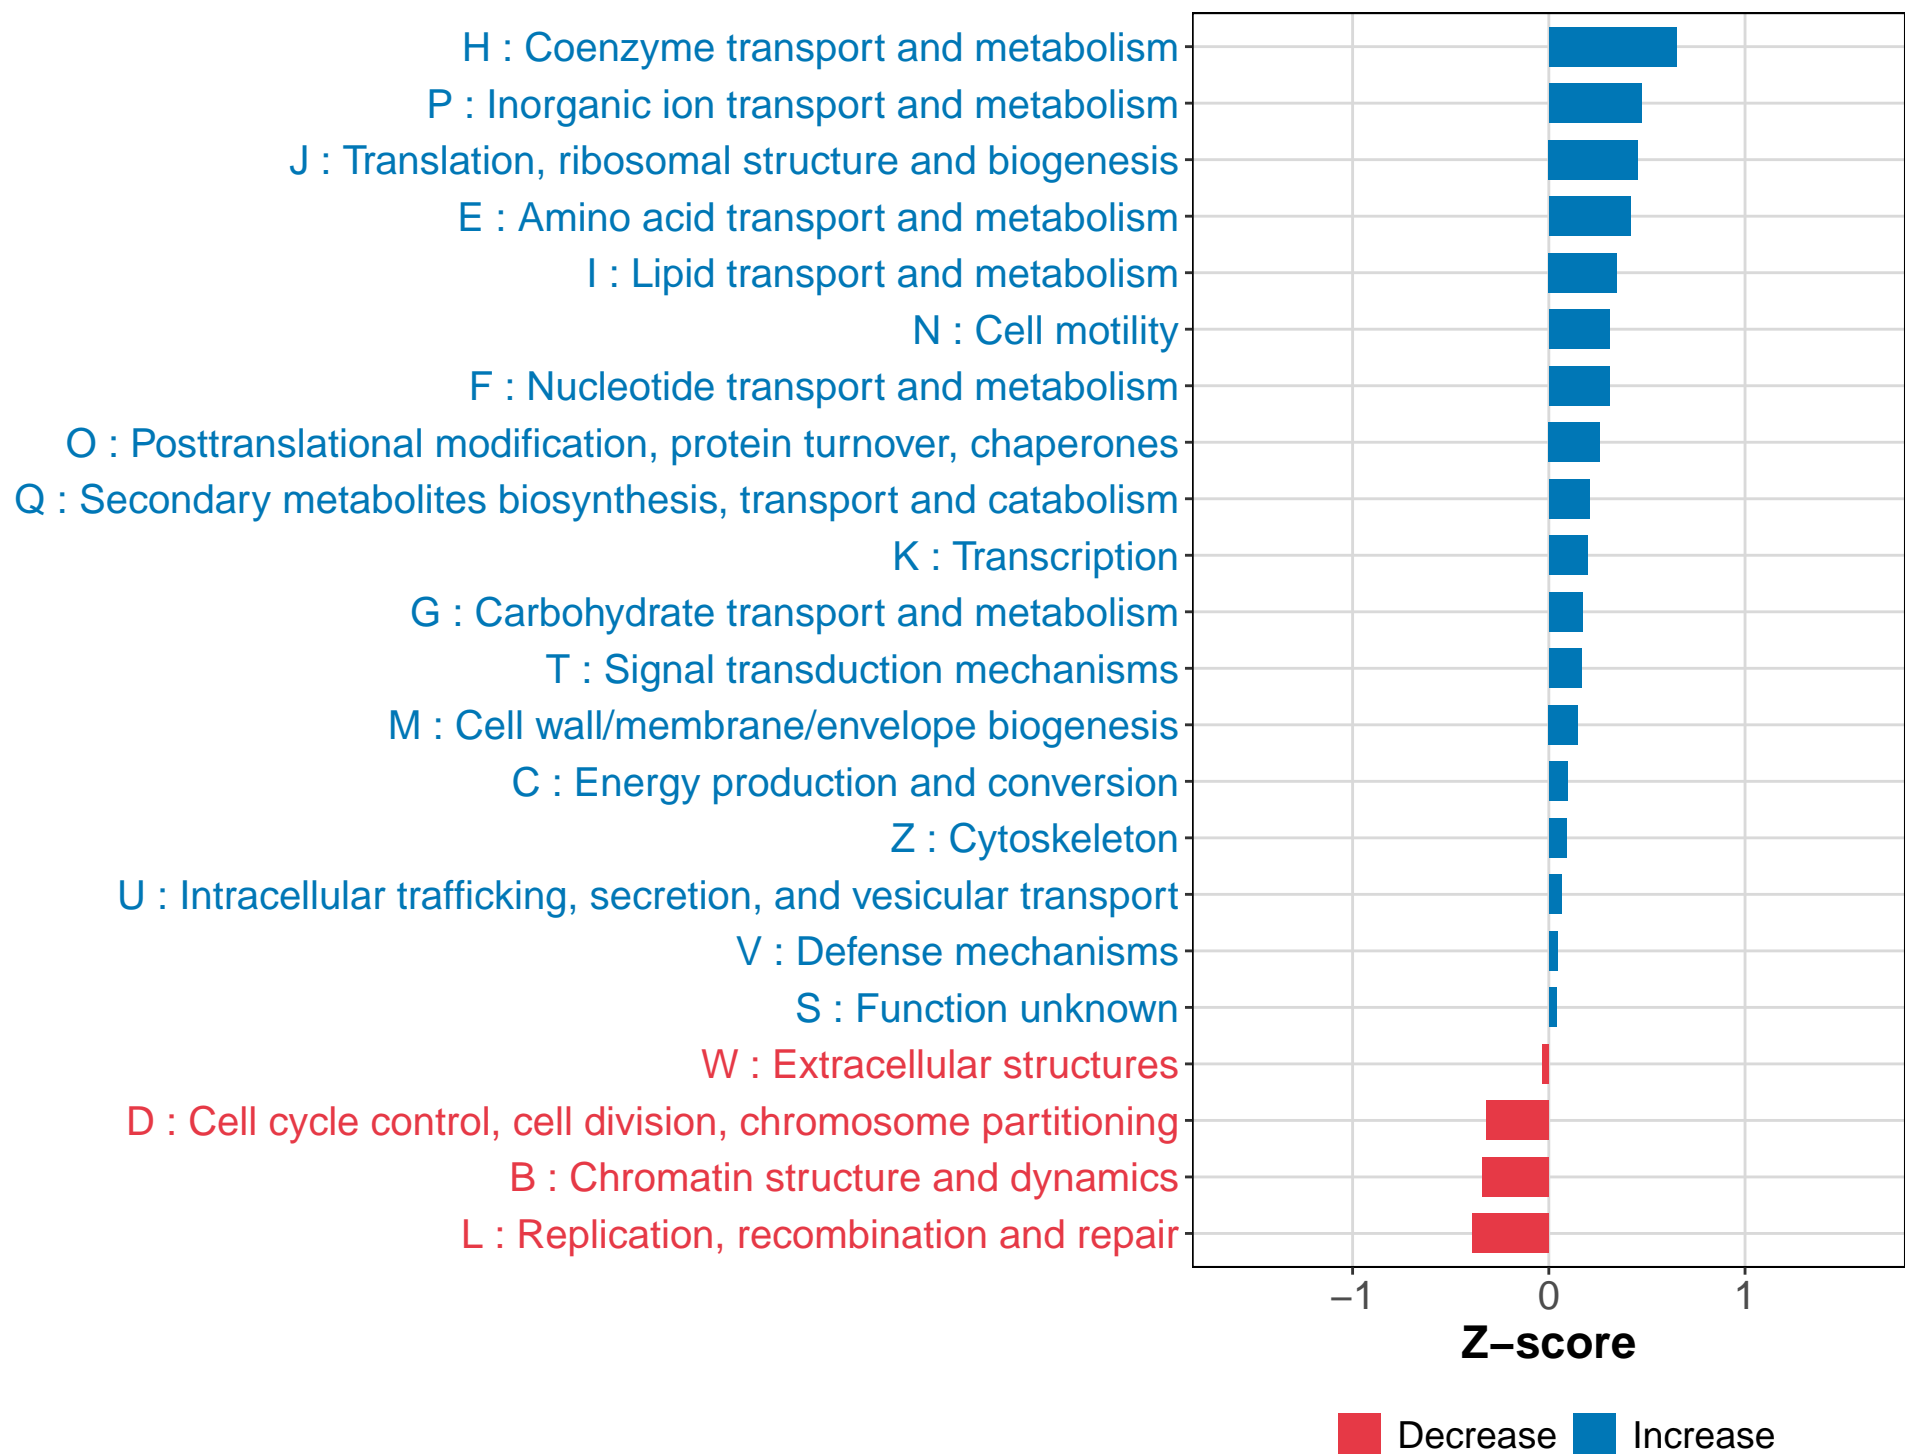 H : Coenzyme transport and metabolism
P : Inorganic ion transport and metabolism
J : Translation, ribosomal structure and biogenesis
E : Amino acid transport and metabolism
I : Lipid transport and metabolism
N : Cell motility
F : Nucleotide transport and metabolism
O : Posttranslational modification, protein turnover, chaperones
Q : Secondary metabolites biosynthesis, transport and catabolism
K : Transcription
G : Carbohydrate transport and metabolism
T : Signal transduction mechanisms
M : Cell wall/membrane/envelope biogenesis
C : Energy production and conversion
Z : Cytoskeleton
U : Intracellular trafficking, secretion, and vesicular transport
V : Defense mechanisms
S : Function unknown
W : Extracellular structures
D : Cell cycle control, cell division, chromosome partitioning
B : Chromatin structure and dynamics
L : Replication, recombination and repair
−1 0 1
Z−score
Decrease Increase